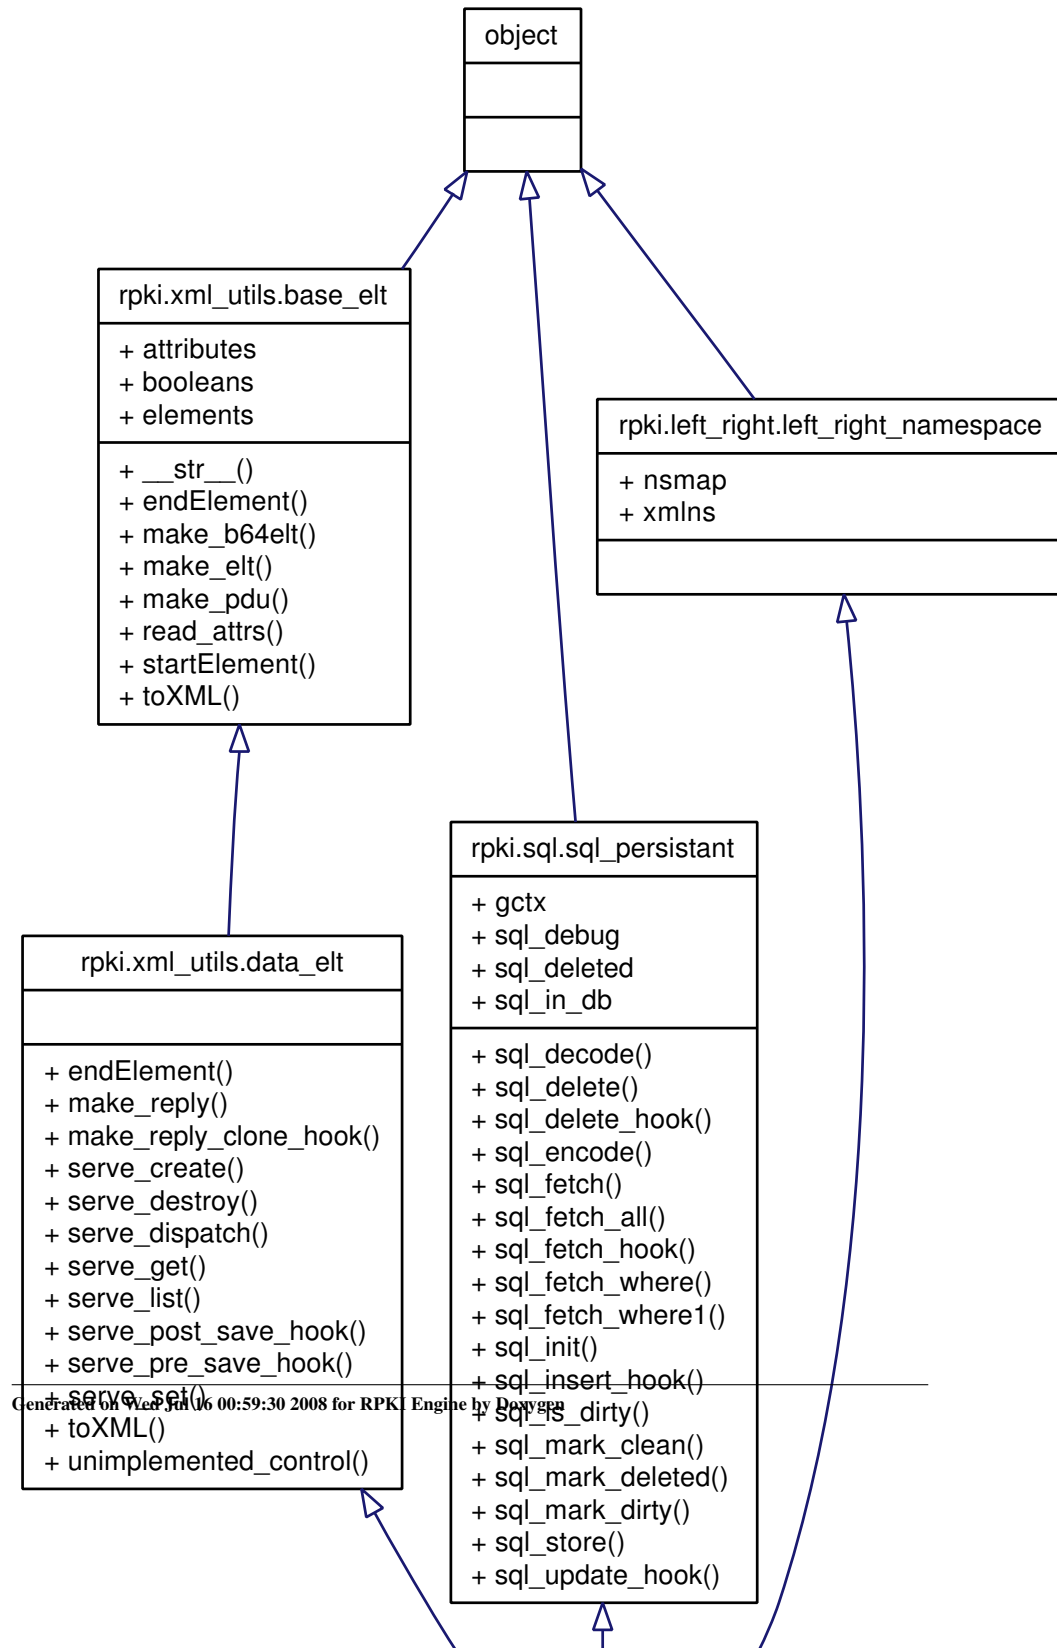 object
rpki.xml_utils.base_elt
+ attributes
+ booleans
+ elements
+ __str__()
+ endElement()
+ make_b64elt()
+ make_elt()
+ make_pdu()
+ read_attrs()
+ startElement()
+ toXML()
rpki.left_right.left_right_namespace
+ nsmap
+ xmlns
rpki.sql.sql_persistant
+ gctx
+ sql_debug
+ sql_deleted
+ sql_in_db
+ sql_decode()
+ sql_delete()
+ sql_delete_hook()
+ sql_encode()
+ sql_fetch()
+ sql_fetch_all()
+ sql_fetch_hook()
+ sql_fetch_where()
+ sql_fetch_where1()
+ sql_init()
+ sql_insert_hook()
+ sql_is_dirty()
+ sql_mark_clean()
+ sql_mark_deleted()
+ sql_mark_dirty()
+ sql_store()
+ sql_update_hook()
rpki.xml_utils.data_elt
+ endElement()
+ make_reply()
+ make_reply_clone_hook()
+ serve_create()
+ serve_destroy()
+ serve_dispatch()
+ serve_get()
+ serve_list()
+ serve_post_save_hook()
+ serve_pre_save_hook()
+ serve_set()
+ toXML()
+ unimplemented_control()
Generated on Wed Jul 16 00:59:30 2008 for RPKI Engine by Doxygen